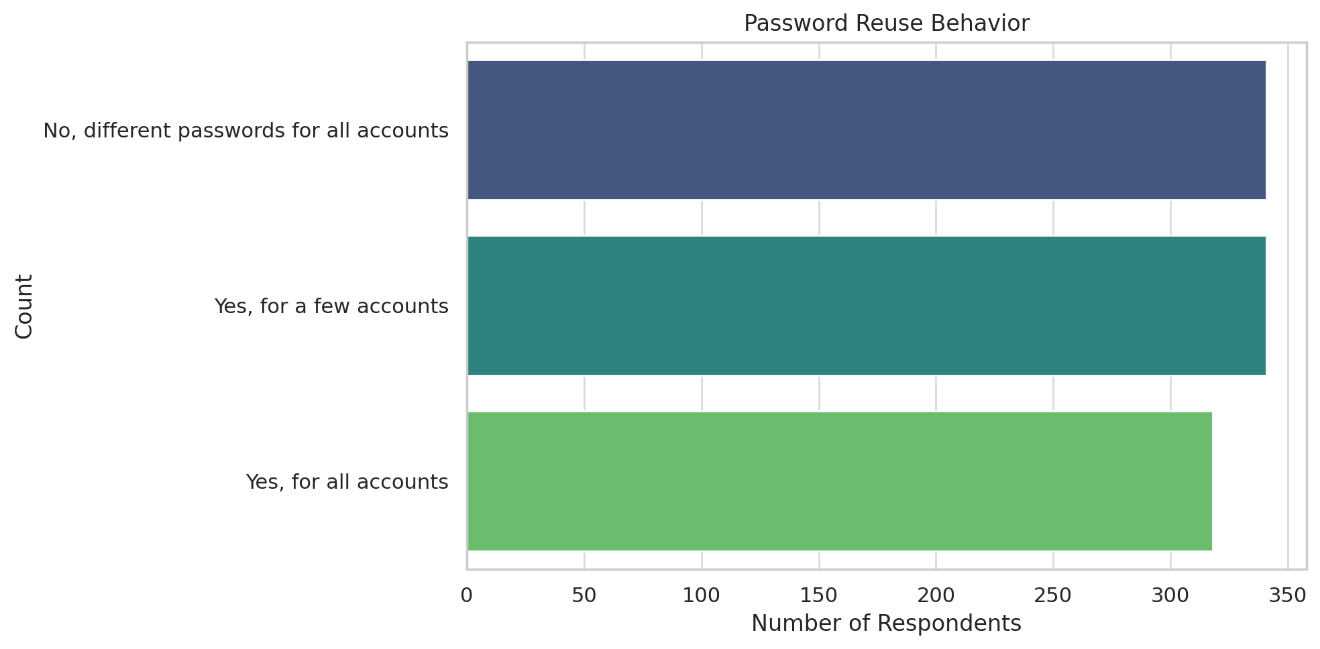 Password Reuse Behavior
No, different passwords for all accounts
Yes, for a few accounts
Yes, for all accounts
Count
0 50 100 150 200 250 300 350
Number of Respondents